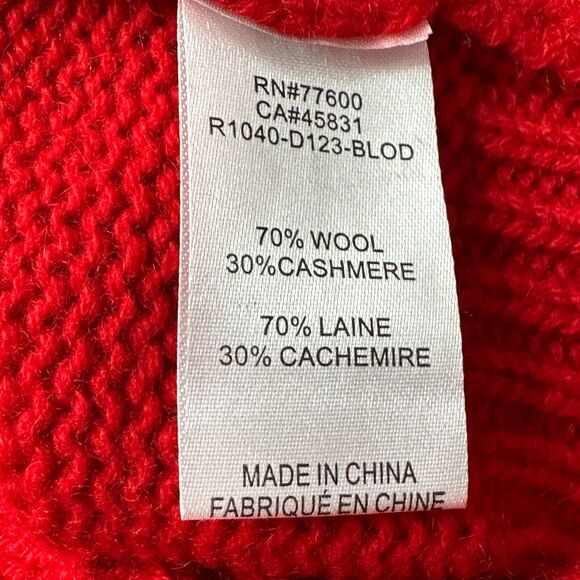 RN#77600
CA#45831
R1040-D123-BLOD
70% WOOL
30%CASHMERE
70% LAINE
30% CACHEMIRE
MADE IN CHINA
FABRIQUÉ EN CHINE